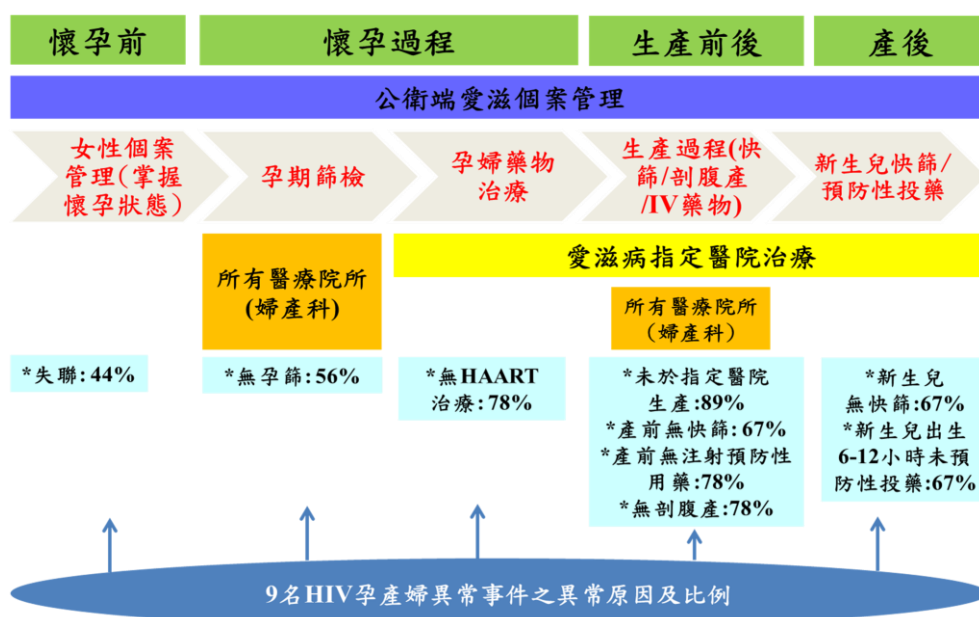 懷孕前
懷孕過程
生產前後
產後
公衛端愛滋個案管理
女性個案
管理(掌握
懷孕狀態)
孕期篩檢
孕婦藥物
治療
生產過程(快
篩/剖腹產
/IV藥物)
新生兒快篩/
預防性投藥
所有醫療院所
(婦產科)
愛滋病指定醫院治療
所有醫療院所
(婦產科)
*失聯:44%
*無孕篩:56%
*無HAART
治療:78%
*未於指定醫院
生產:89%
*產前無快篩:67%
*產前無注射預防性
用藥:78%
*無剖腹產:78%
*新生兒
無快篩:67%
*新生兒出生
6-12小時未預
防性投藥:67%
9名HIV孕產婦異常事件之異常原因及比例